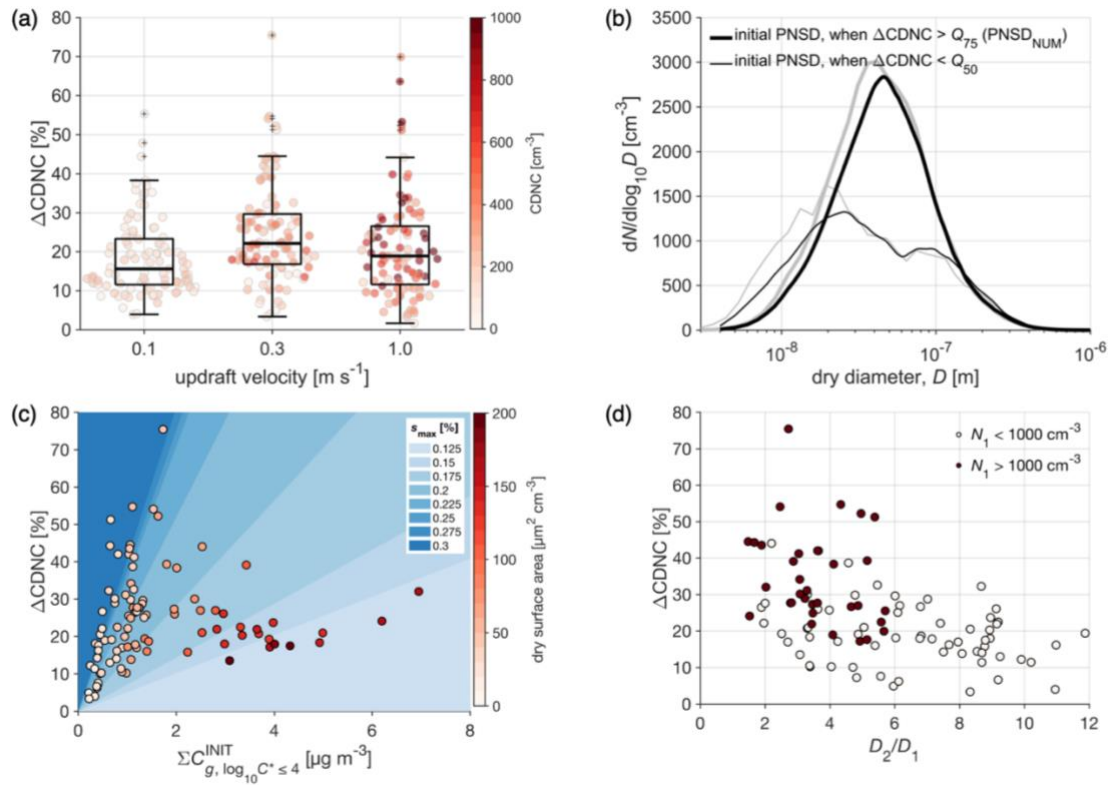 (a)
80
70
60
50
40
30
20
10
0
ΔCDNC [%]
0.1 0.3 1.0
updraft velocity [m s⁻¹]
1000
800
600
400
200
0
CDNC [cm⁻³]
(b)
3500
3000
2500
2000
1500
1000
500
0
dN/dlog₁₀D [cm⁻³]
initial PNSD, when ΔCDNC > Q₇₅ (PNSD_NUM)
initial PNSD, when ΔCDNC < Q₅₀
10⁻⁸ 10⁻⁷ 10⁻⁶
dry diameter, D [m]
(c)
80
70
60
50
40
30
20
10
0
ΔCDNC [%]
s_max [%]
0.125
0.15
0.175
0.2
0.225
0.25
0.275
0.3
0 2 4 6 8
ΣC^INIT_g, log₁₀C* ≤ 4 [µg m⁻³]
200
150
100
50
0
dry surface area [µm² cm⁻³]
(d)
80
70
60
50
40
30
20
10
0
ΔCDNC [%]
N₁ < 1000 cm⁻³
N₁ > 1000 cm⁻³
0 2 4 6 8 10 12
D₂/D₁